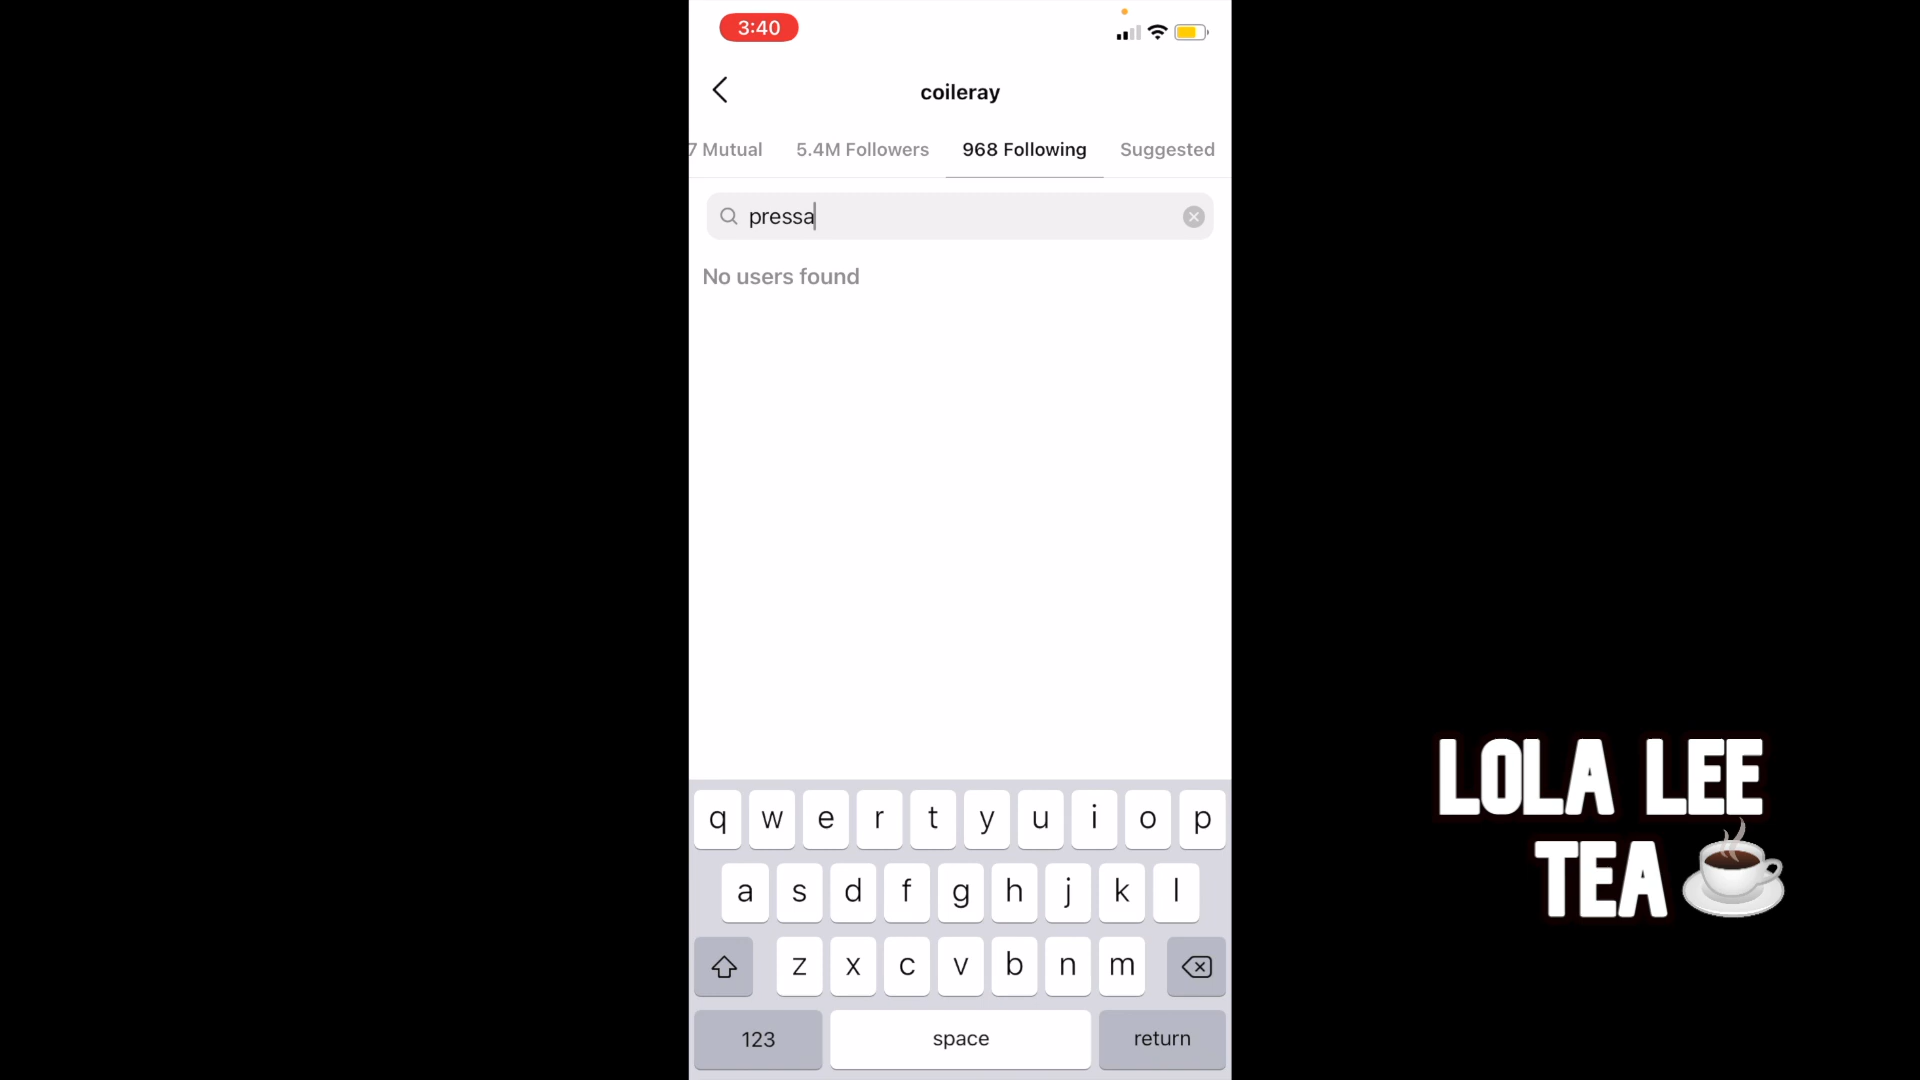 3:40
coileray
7 Mutual 5.4M Followers 968 Following Suggested
pressa
No users found
q w e r t y u i o p
a s d f g h j k l
z x c v b n m
123 space return
LOLA LEE
TEA